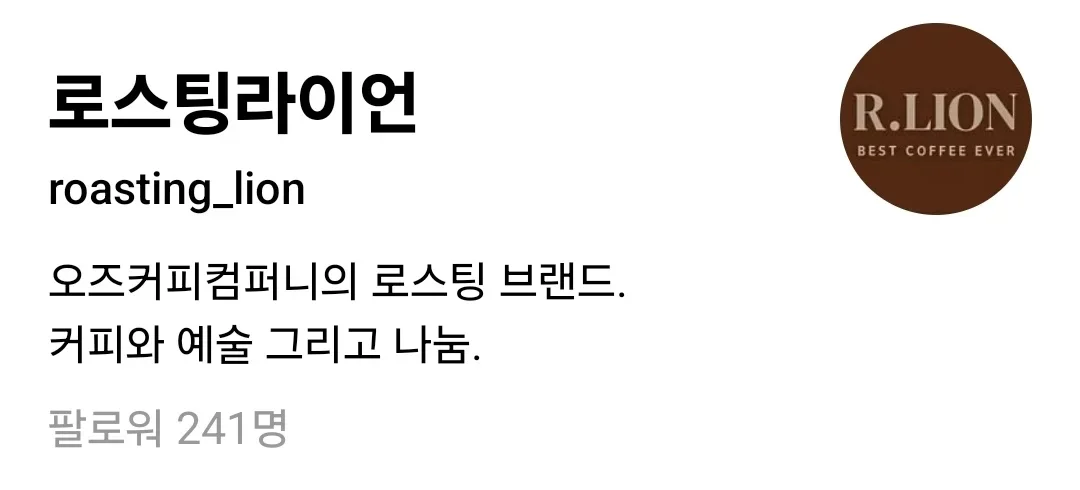 로스팅라이언
roasting_lion
오즈커피컴퍼니의 로스팅 브랜드.
커피와 예술 그리고 나눔.
팔로워 241명
R.LION
BEST COFFEE EVER